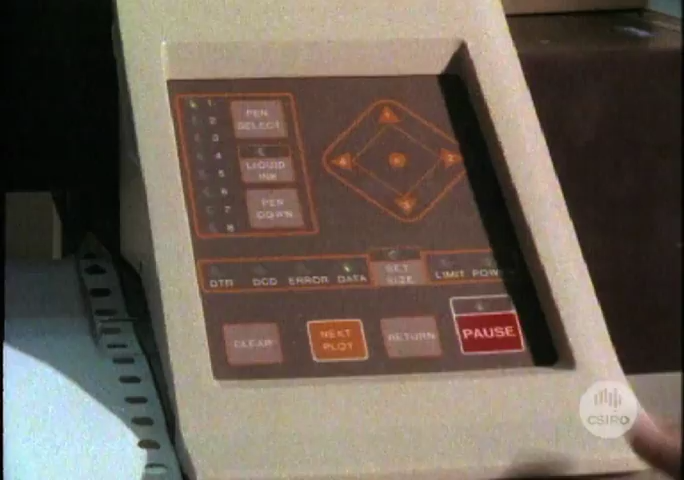 1
2
3
4
5
6
7
8
PEN
SELECT
LIQUID
INK
PEN
DOWN
DTR
DCD
ERROR
DATA
SET
SIZE
LIMIT
POWER
CLEAR
NEXT
PLOT
RETURN
PAUSE
CSIRO